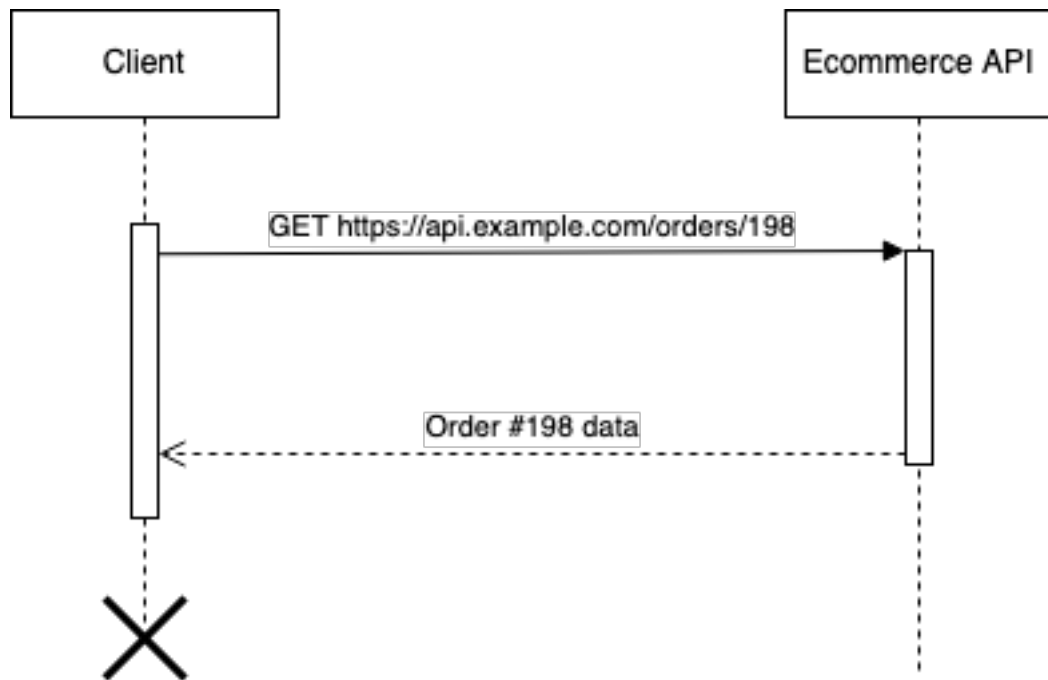 Client
Ecommerce API
GET https://api.example.com/orders/198
Order #198 data